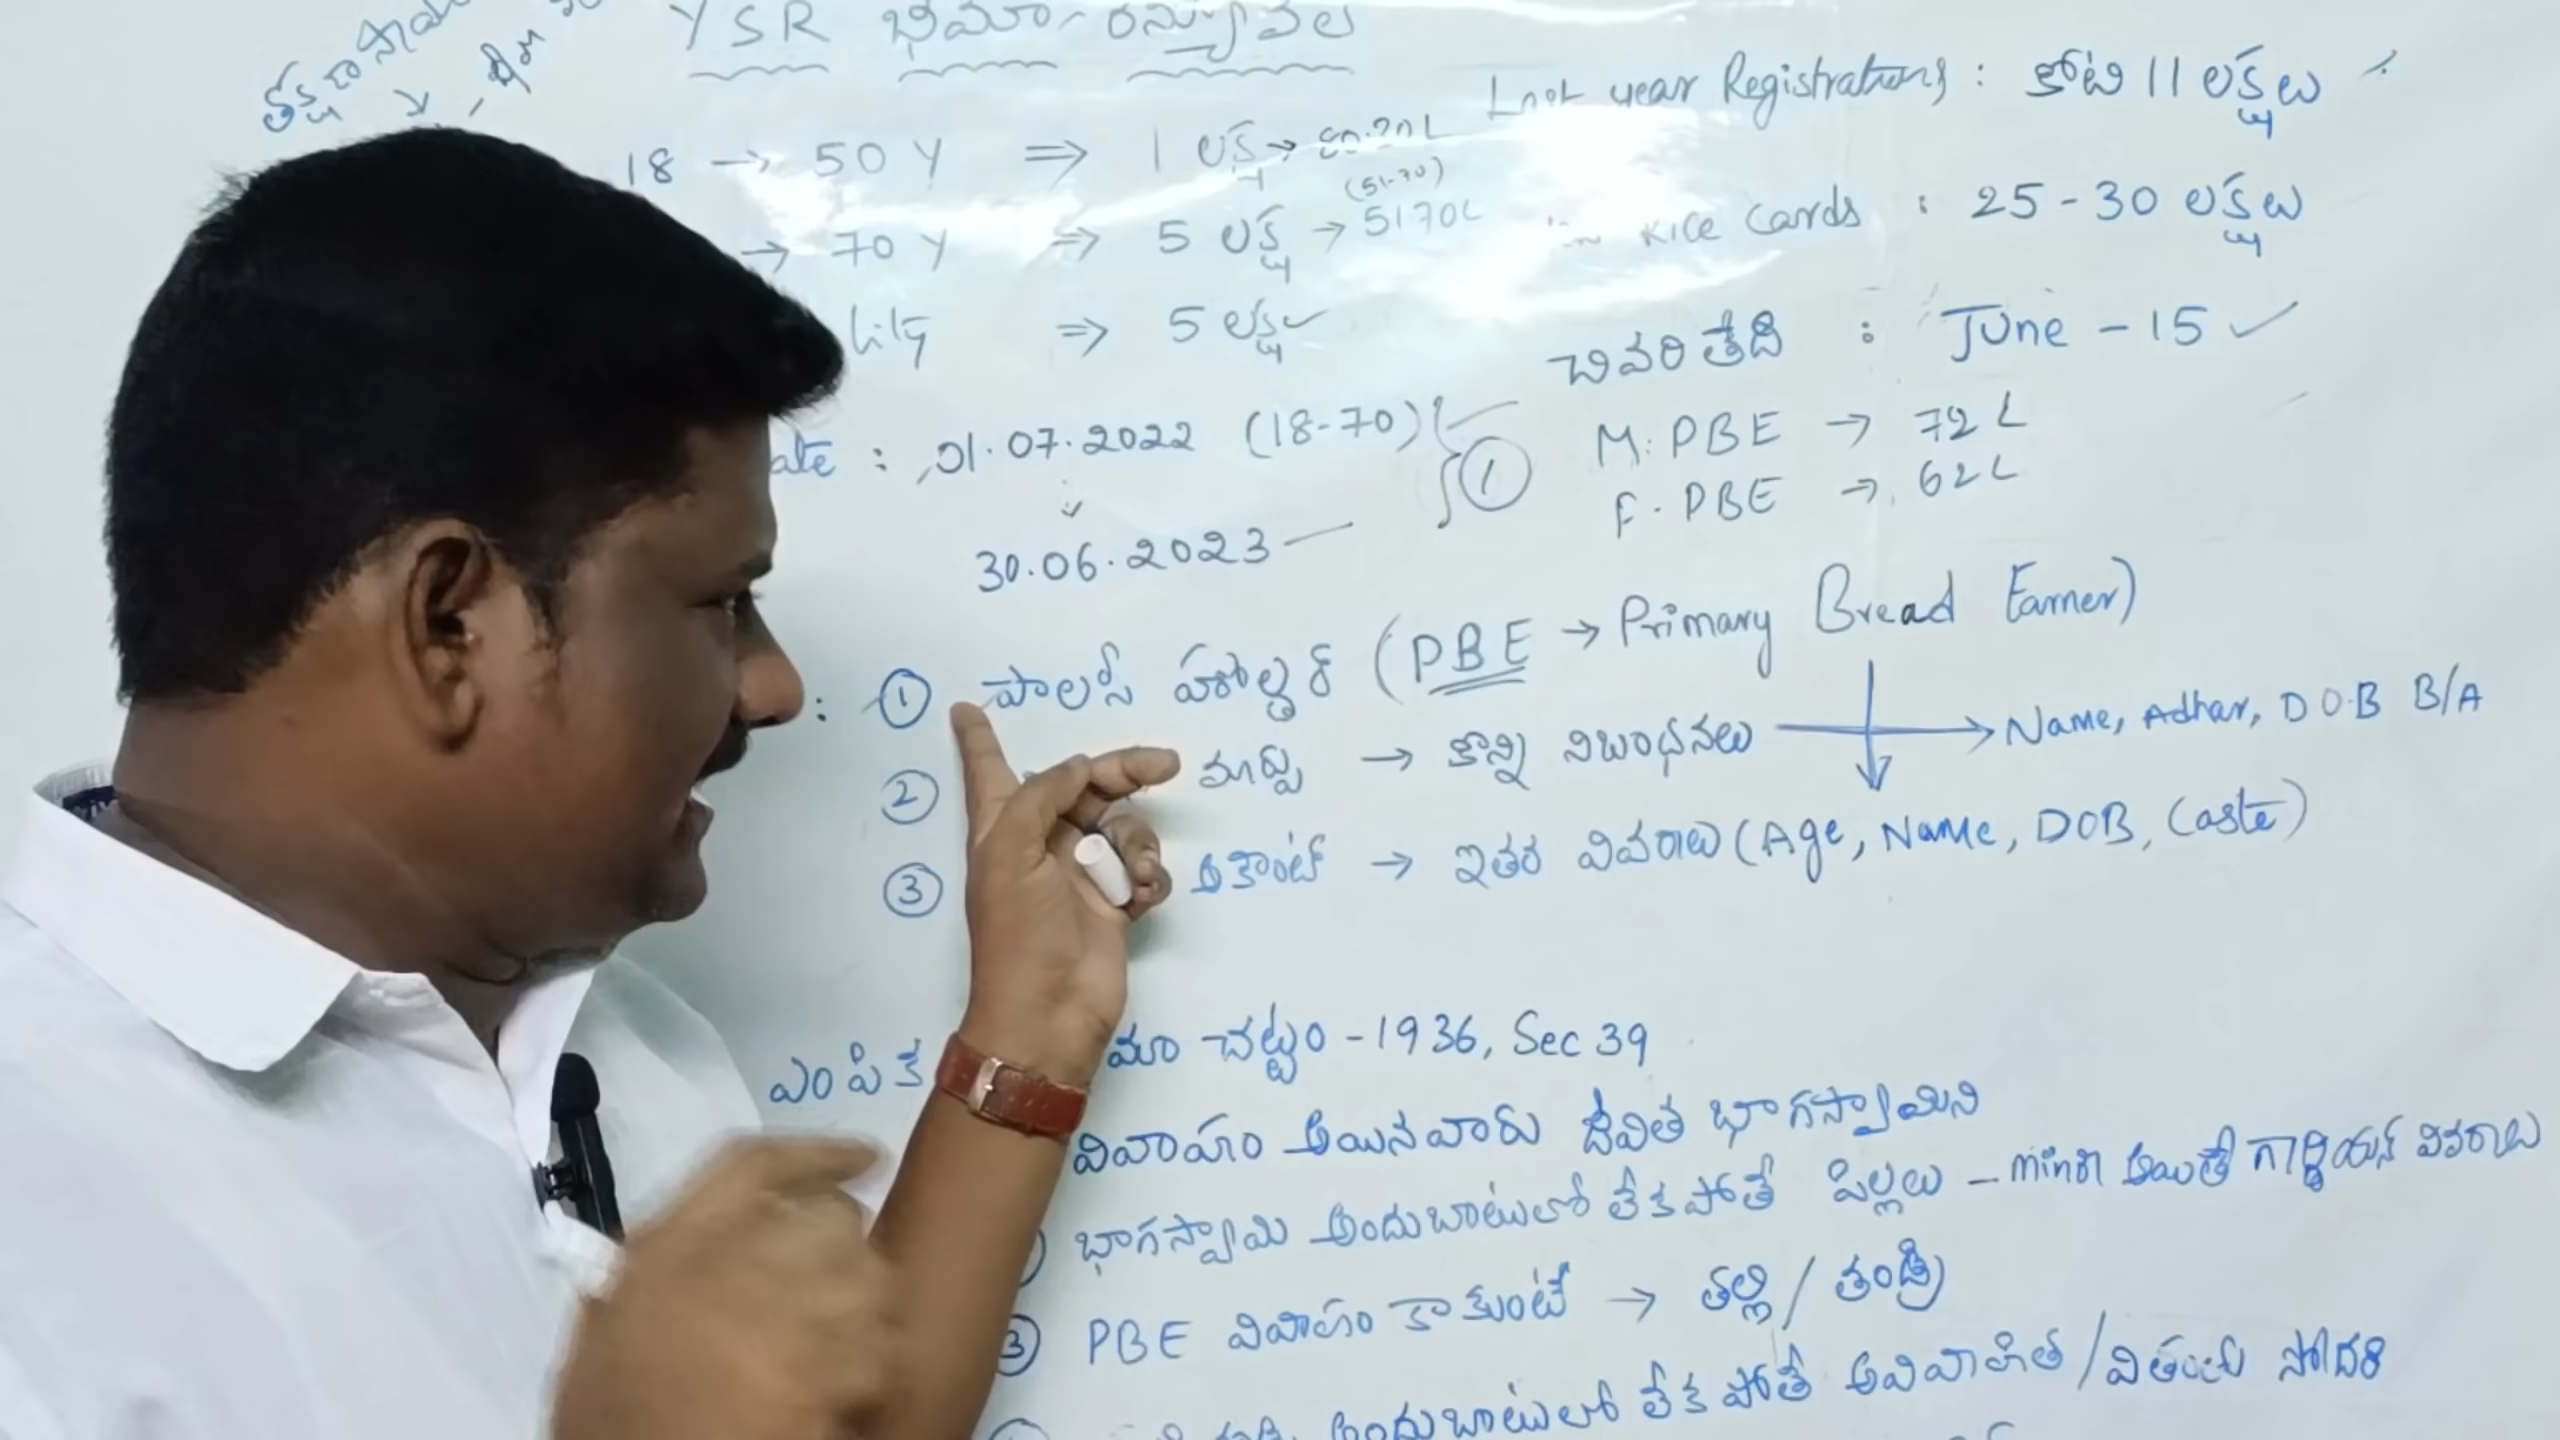 YSR భీమా రెన్యువల
18 → 50 Y ⇒ 1 లక్ష →
(51-70)
→ 70 Y ⇒ 5 లక్ష → 5170L
lity ⇒ 5 లక్ష
ate : 01.07.2022 (18-70)
30.06.2023
①
Last year Registrations : కోటి 11 లక్షలు
Rice Cards : 25-30 లక్షలు
చివరి తేదీ : June - 15 ✓
M. PBE → 72 L
F. PBE → 62 L
: ① పాలసీ హోల్డర్ (PBE → Primary Bread Earner)
② మార్పు → కొన్ని నిబంధనలు → Name, Adhar, D.O.B B/A
③ అకౌంట్ → ఇతర వివరాలు (Age, Name, DOB, Caste)
ఎంపిక మా చట్టం - 1936, Sec 39
వివాహం అయినవారు జీవిత భాగస్వామిని
భాగస్వామి అందుబాటులో లేకపోతే పిల్లలు - minor అయితే గార్డియన్ వివరాలు
③ PBE వివాహం కాకుంటే → తల్లి / తండ్రి
అందుబాటులో లేకపోతే అవివాహిత / వితంతు సోదరి